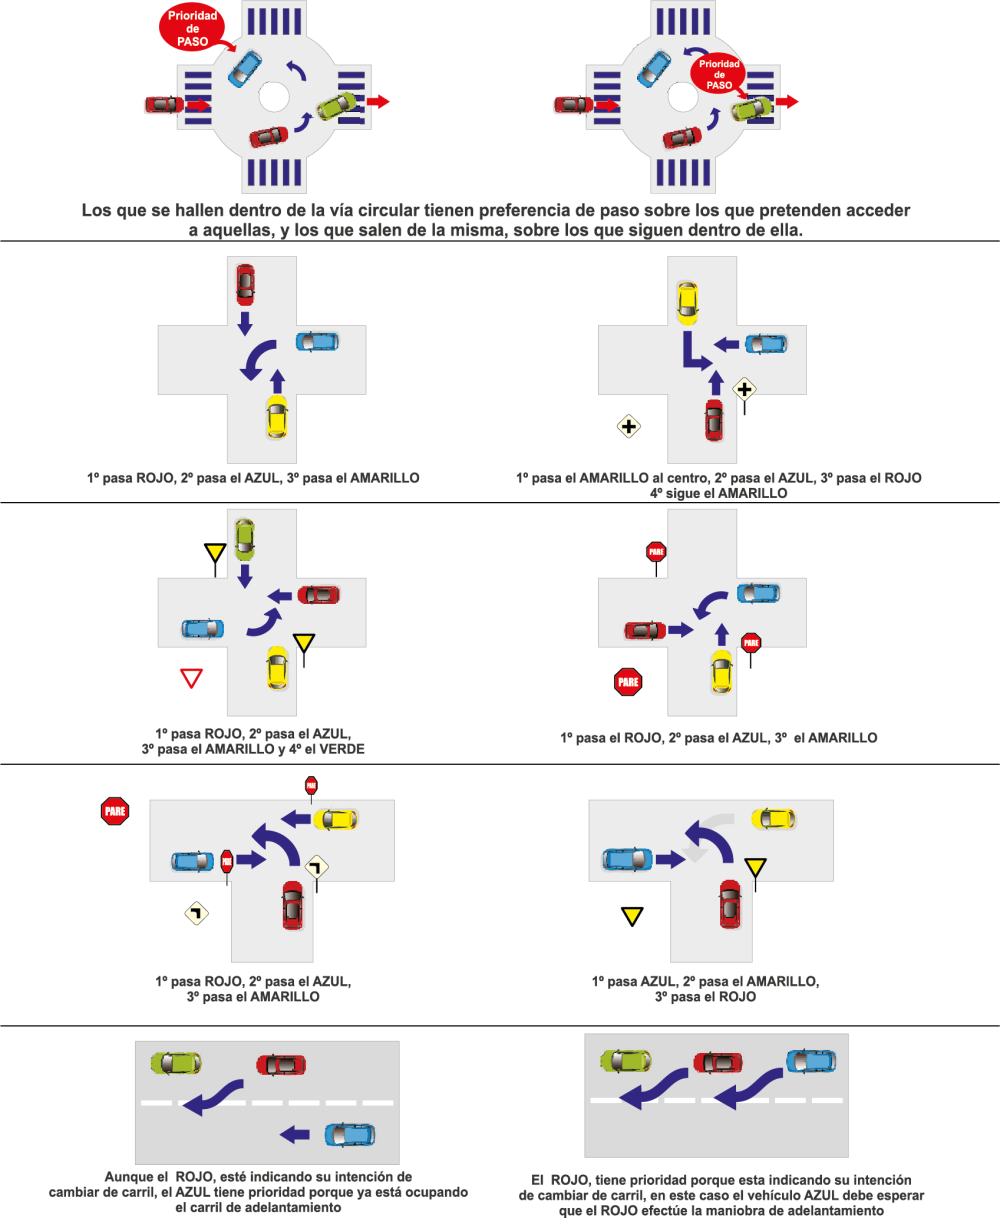 Prioridad
de
PASO
Prioridad
de
PASO
Los que se hallen dentro de la vía circular tienen preferencia de paso sobre los que pretenden acceder
a aquellas, y los que salen de la misma, sobre los que siguen dentro de ella.
1º pasa ROJO, 2º pasa el AZUL, 3º pasa el AMARILLO
1º pasa el AMARILLO al centro, 2º pasa el AZUL, 3º pasa el ROJO
4º sigue el AMARILLO
1º pasa ROJO, 2º pasa el AZUL,
3º pasa el AMARILLO y 4º el VERDE
PARE
PARE
PARE
1º pasa el ROJO, 2º pasa el AZUL, 3º  el AMARILLO
PARE
PARE
PARE
1º pasa ROJO, 2º pasa el AZUL,
3º pasa el AMARILLO
1º pasa AZUL, 2º pasa el AMARILLO,
3º pasa el ROJO
Aunque el  ROJO, esté indicando su intención de
cambiar de carril, el AZUL tiene prioridad porque ya está ocupando
el carril de adelantamiento
El  ROJO, tiene prioridad porque esta indicando su intención
de cambiar de carril, en este caso el vehículo AZUL debe esperar
que el ROJO efectúe la maniobra de adelantamiento